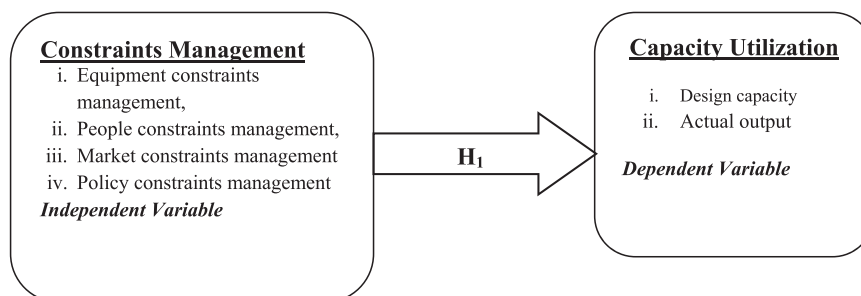 Constraints Management
i. Equipment constraints
management,
ii. People constraints management,
iii. Market constraints management
iv. Policy constraints management
Independent Variable
H1
Capacity Utilization
i. Design capacity
ii. Actual output
Dependent Variable